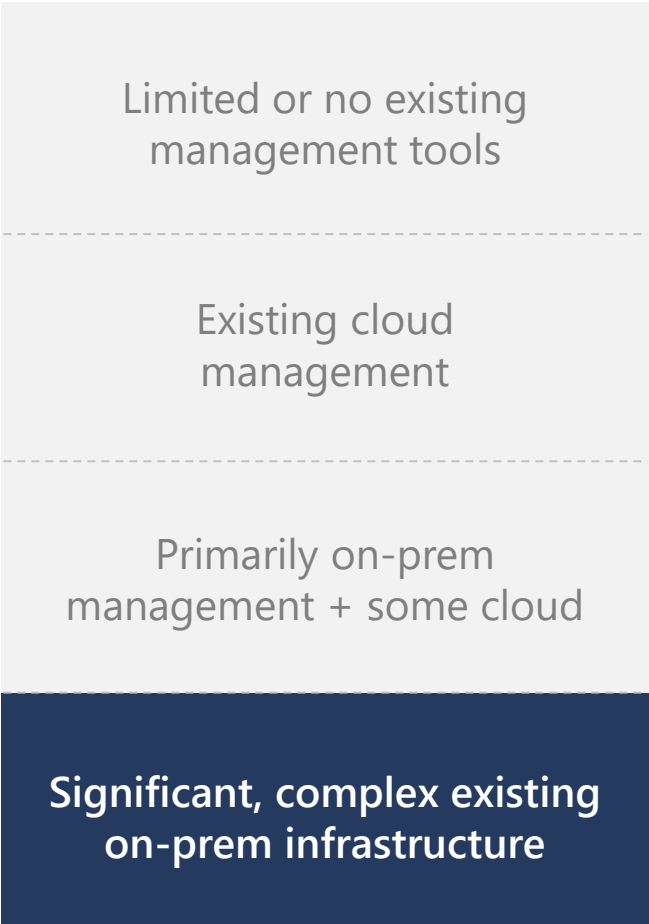 Limited or no existing
management tools
Existing cloud
management
Primarily on-prem
management + some cloud
Significant, complex existing
on-prem infrastructure